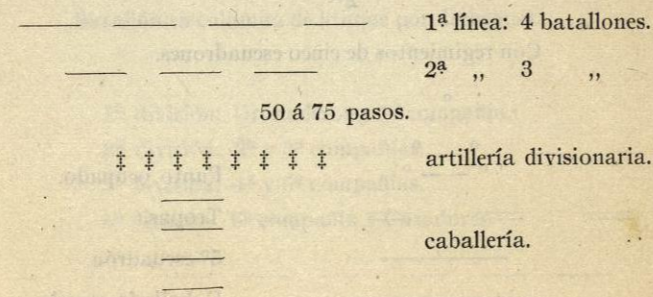 1ª línea: 4 batallones.
2ª „ 3 „
50 á 75 pasos.
artillería divisionaria.
caballería.